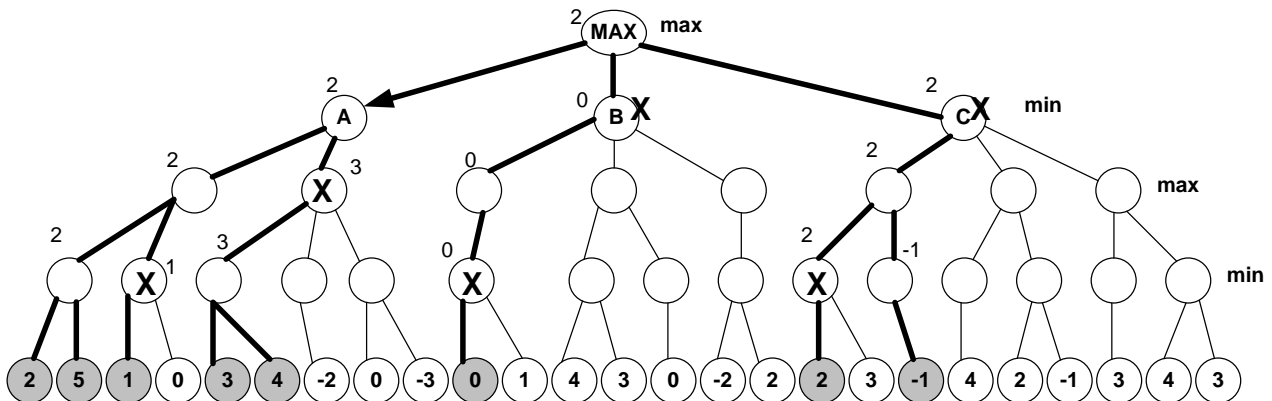 2 MAX max
2 A 0 B X 2 C X min
2 X 3 0 2 max
2 X 1 3 0 X 2 X -1 min
2 5 1 0 3 4 -2 0 -3 0 1 4 3 0 -2 2 2 3 -1 4 2 -1 3 4 3